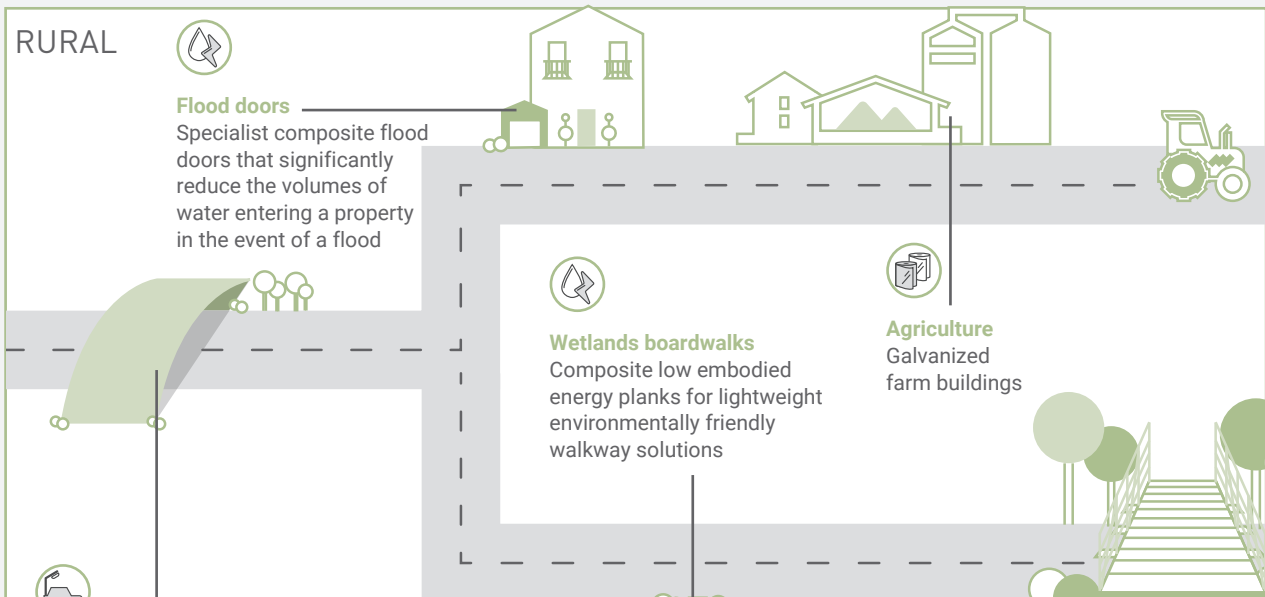 RURAL
Flood doors
Specialist composite flood
doors that significantly
reduce the volumes of
water entering a property
in the event of a flood
Wetlands boardwalks
Composite low embodied
energy planks for lightweight
environmentally friendly
walkway solutions
Agriculture
Galvanized
farm buildings